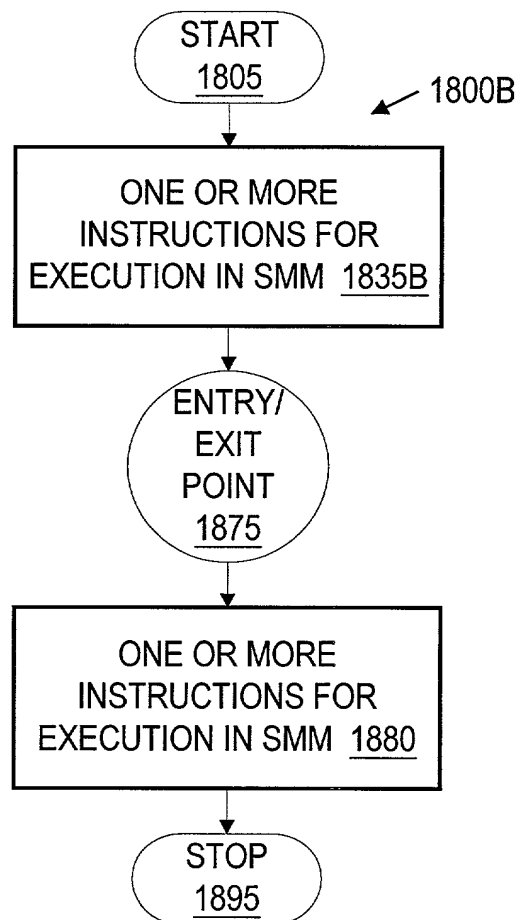 START
1805
1800B
ONE OR MORE
INSTRUCTIONS FOR
EXECUTION IN SMM 1835B
ENTRY/
EXIT
POINT
1875
ONE OR MORE
INSTRUCTIONS FOR
EXECUTION IN SMM 1880
STOP
1895